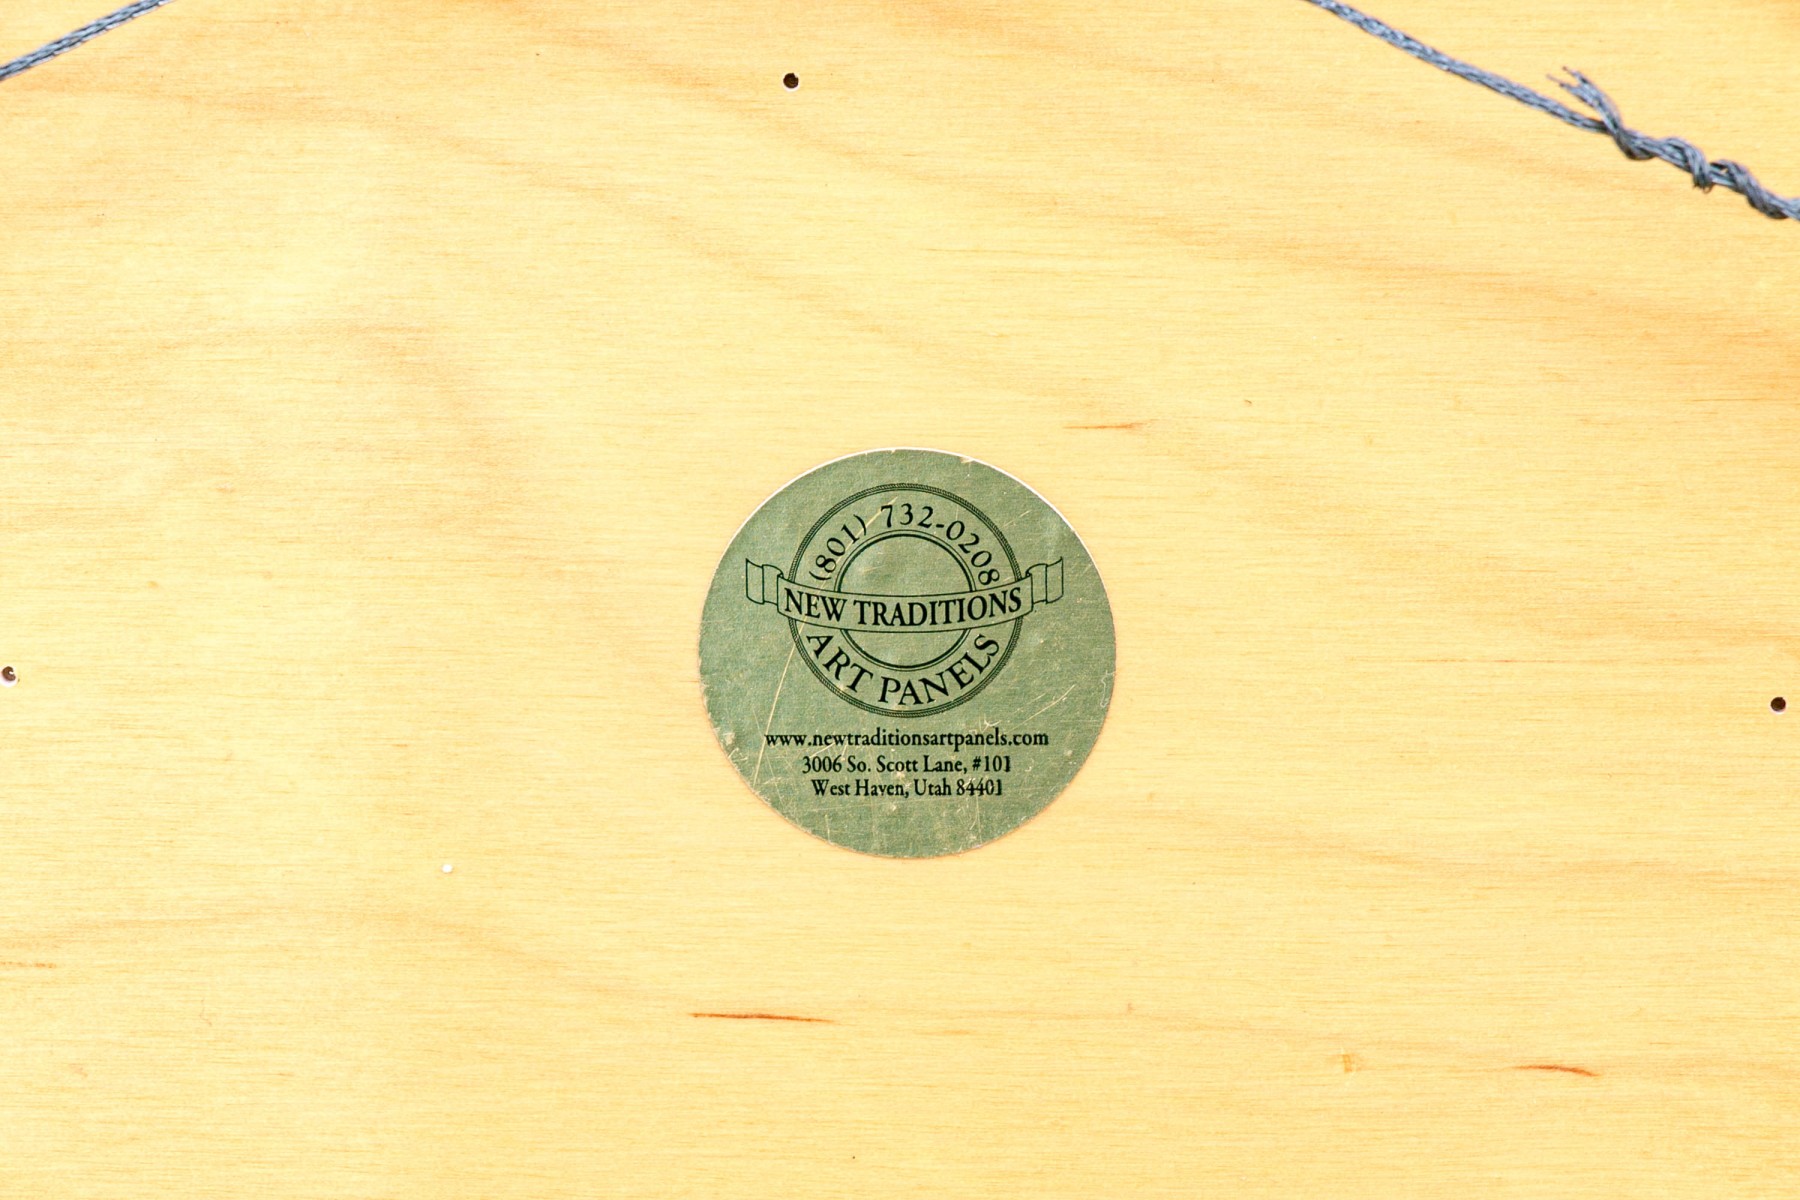 (801) 732-0208
NEW TRADITIONS
ART PANELS
www.newtraditionsartpanels.com
3006 So. Scott Lane, #101
West Haven, Utah 84401